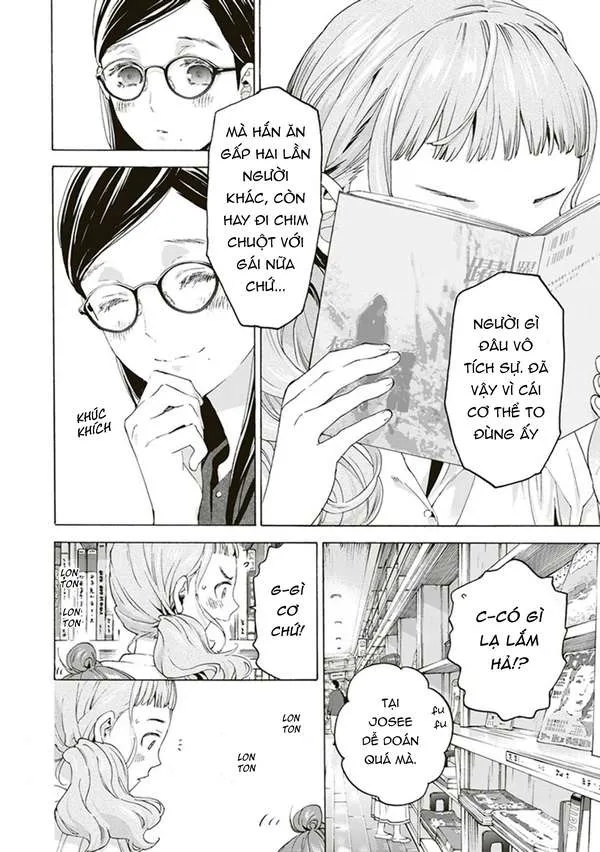 NGƯỜI GÌ
ĐÂU VÔ
TÍCH SỰ. ĐÃ
VẬY VÌ CÁI
CƠ THỂ TO
ĐÙNG ẤY
MÀ HẮN ĂN
GẤP HAI LẦN
NGƯỜI
KHÁC, CÒN
HAY ĐI CHIM
CHUỘT VỚI
GÁI NỮA
CHỨ...
KHÚC
KHÍCH
C-CÓ GÌ
LẠ LẮM
HẢ!?
FU
FU
TẠI
JOSEE
DỄ DOÁN
QUÁ MÀ.
G-GÌ
CƠ
CHỨ!
LON
TON
LON
TON
LON
TON
LON
TON